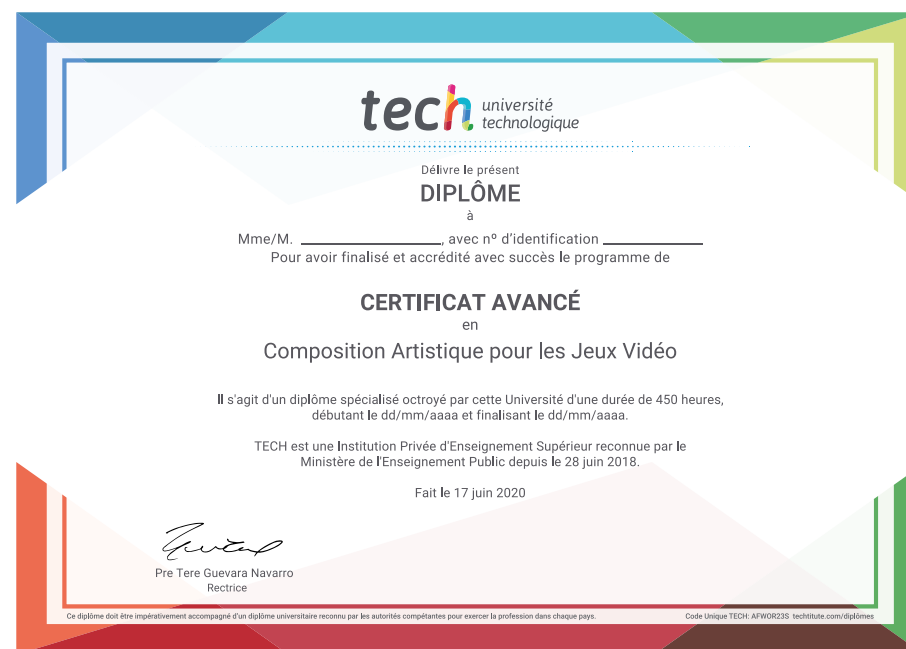 tech université
technologique
Délivre le présent
DIPLÔME
à
Mme/M. ____________________, avec nº d'identification ______________
Pour avoir finalisé et accrédité avec succès le programme de
CERTIFICAT AVANCÉ
en
Composition Artistique pour les Jeux Vidéo
Il s'agit d'un diplôme spécialisé octroyé par cette Université d'une durée de 450 heures,
débutant le dd/mm/aaaa et finalisant le dd/mm/aaaa.
TECH est une Institution Privée d'Enseignement Supérieur reconnue par le
Ministère de l'Enseignement Public depuis le 28 juin 2018.
Fait le 17 juin 2020
Pre Tere Guevara Navarro
Rectrice
Ce diplôme doit être impérativement accompagné d'un diplôme universitaire reconnu par les autorités compétantes pour exercer la profession dans chaque pays.
Code Unique TECH: AFWOR23S techtitute.com/diplômes